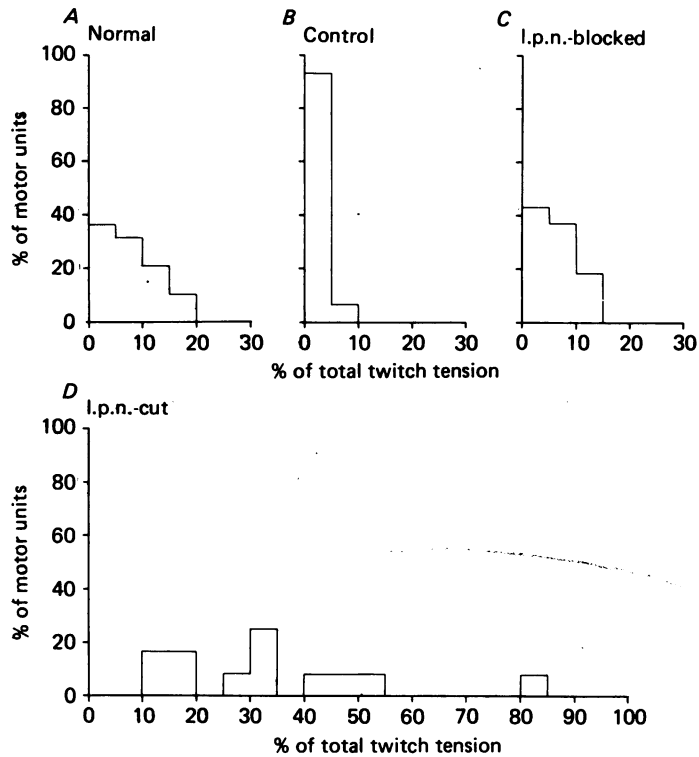 A
Normal
B
Control
C
l.p.n.-blocked
% of motor units
100
80
60
40
20
0
0 10 20 30
0 10 20 30
0 10 20 30
% of total twitch tension
D
l.p.n.-cut
% of motor units
100
80
60
40
20
0
0 10 20 30 40 50 60 70 80 90 100
% of total twitch tension